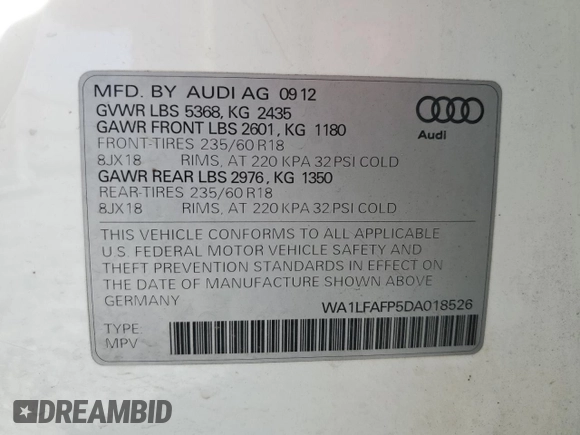 MFD. BY AUDI AG 09 12
GVWR LBS 5368, KG 2435
GAWR FRONT LBS 2601, KG 1180
FRONT-TIRES 235/60 R18
8JX18 RIMS, AT 220 KPA 32 PSI COLD
GAWR REAR LBS 2976, KG 1350
REAR-TIRES 235/60 R18
8JX18 RIMS, AT 220 KPA 32 PSI COLD
Audi
THIS VEHICLE CONFORMS TO ALL APPLICABLE
U.S. FEDERAL MOTOR VEHICLE SAFETY AND
THEFT PREVENTION STANDARDS IN EFFECT ON
THE DATE OF MANUFACTURE SHOWN ABOVE.
GERMANY
WA1LFAFP5DA018526
TYPE
MPV
DREAMBID